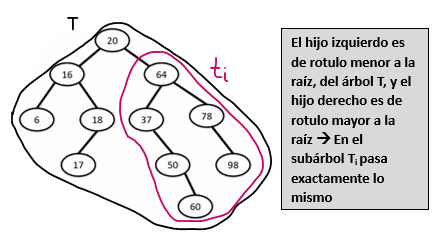 T
20
16
64
t i
6
18
37
78
17
50
98
60
El hijo izquierdo es
de rotulo menor a la
raíz, del árbol T, y el
hijo derecho es de
rotulo mayor a la
raíz → En el
subárbol Ti pasa
exactamente lo
mismo